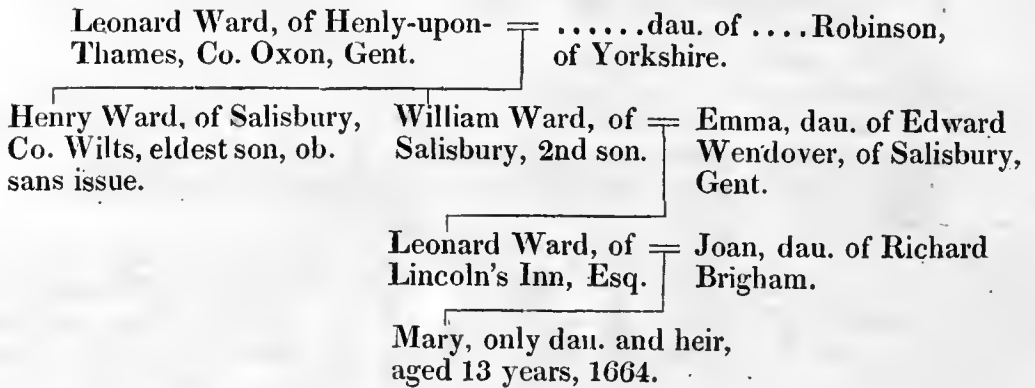 Leonard Ward, of Henly-upon-
Thames, Co. Oxon, Gent.
= ......dau. of ....Robinson,
of Yorkshire.
Henry Ward, of Salisbury,
Co. Wilts, eldest son, ob.
sans issue.
William Ward, of
Salisbury, 2nd son.
= Emma, dau. of Edward
Wendover, of Salisbury,
Gent.
Leonard Ward, of
Lincoln's Inn, Esq.
= Joan, dau. of Richard
Brigham.
Mary, only dau. and heir,
aged 13 years, 1664.